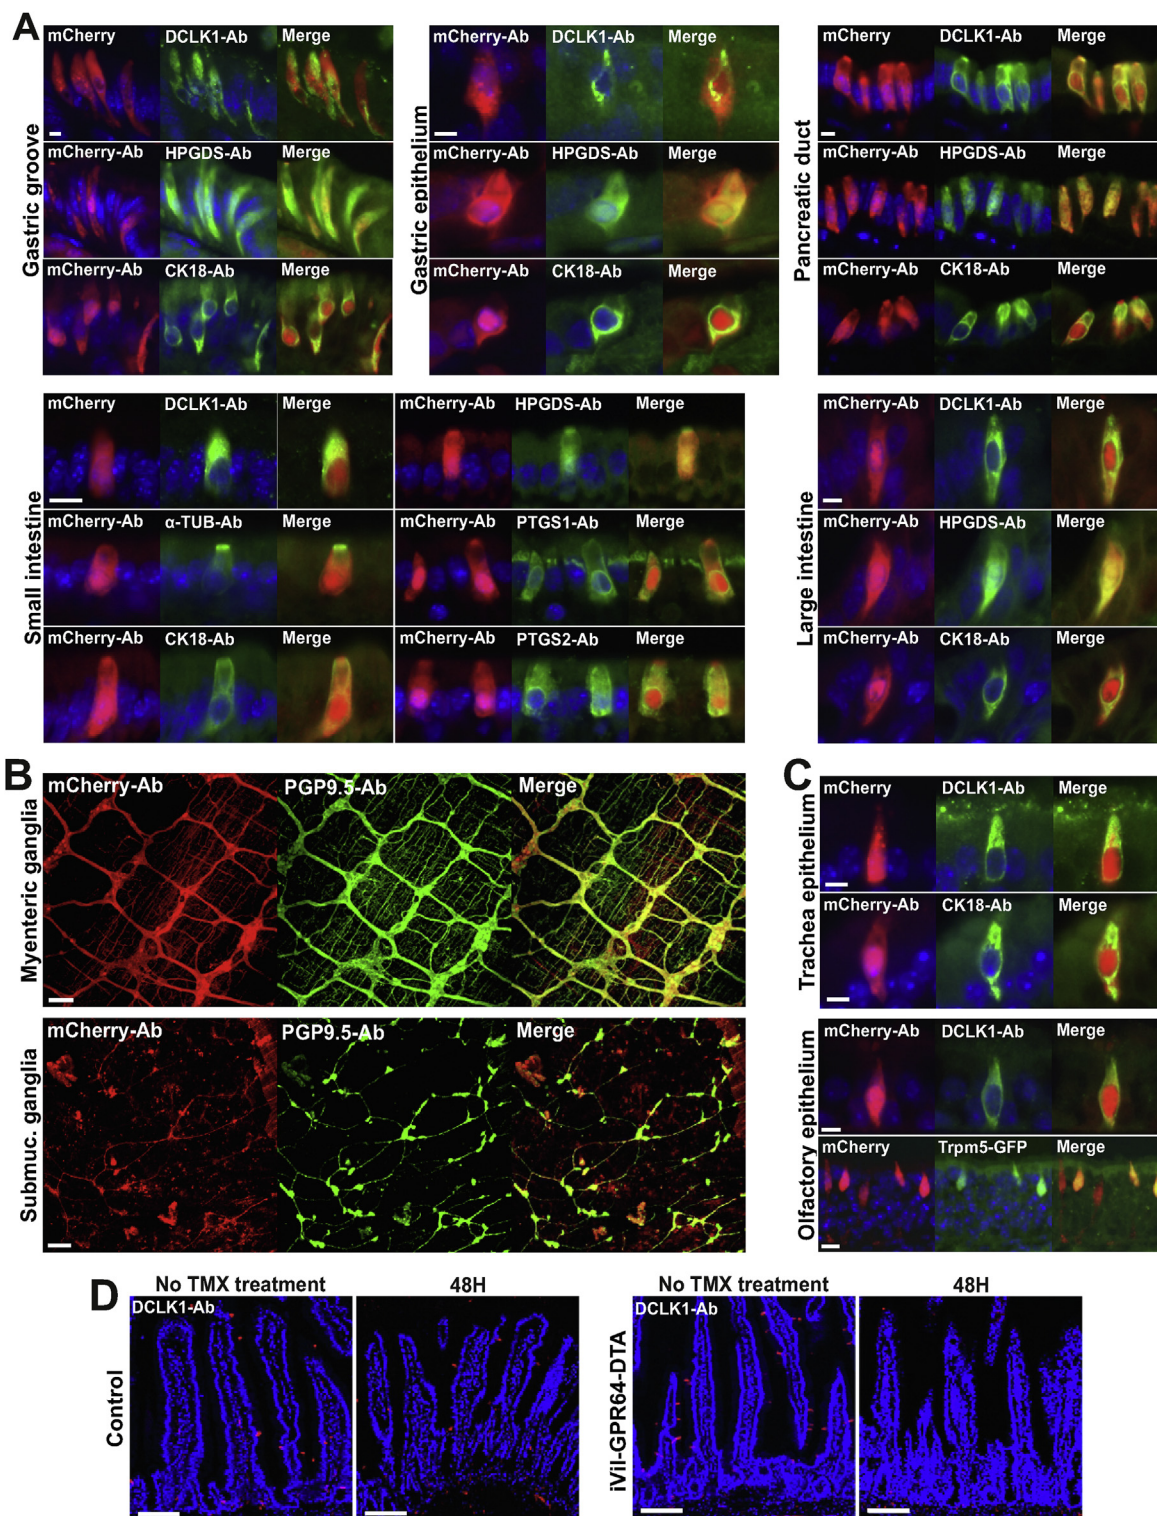 A
Gastric groove
mCherry DCLK1-Ab Merge
mCherry-Ab HPGDS-Ab Merge
mCherry-Ab CK18-Ab Merge
Gastric epithelium
mCherry-Ab DCLK1-Ab Merge
mCherry-Ab HPGDS-Ab Merge
mCherry-Ab CK18-Ab Merge
Pancreatic duct
mCherry DCLK1-Ab Merge
mCherry-Ab HPGDS-Ab Merge
mCherry-Ab CK18-Ab Merge
Small intestine
mCherry DCLK1-Ab Merge mCherry-Ab HPGDS-Ab Merge
mCherry-Ab α-TUB-Ab Merge mCherry-Ab PTGS1-Ab Merge
mCherry-Ab CK18-Ab Merge mCherry-Ab PTGS2-Ab Merge
Large intestine
mCherry-Ab DCLK1-Ab Merge
mCherry-Ab HPGDS-Ab Merge
mCherry-Ab CK18-Ab Merge
B
Myenteric ganglia
mCherry-Ab PGP9.5-Ab Merge
Submuc. ganglia
mCherry-Ab PGP9.5-Ab Merge
C
Trachea epithelium
mCherry DCLK1-Ab Merge
mCherry-Ab CK18-Ab Merge
Olfactory epithelium
mCherry-Ab DCLK1-Ab Merge
mCherry Trpm5-GFP Merge
D
Control
No TMX treatment 48H
DCLK1-Ab
iVil-GPR64-DTA
No TMX treatment 48H
DCLK1-Ab